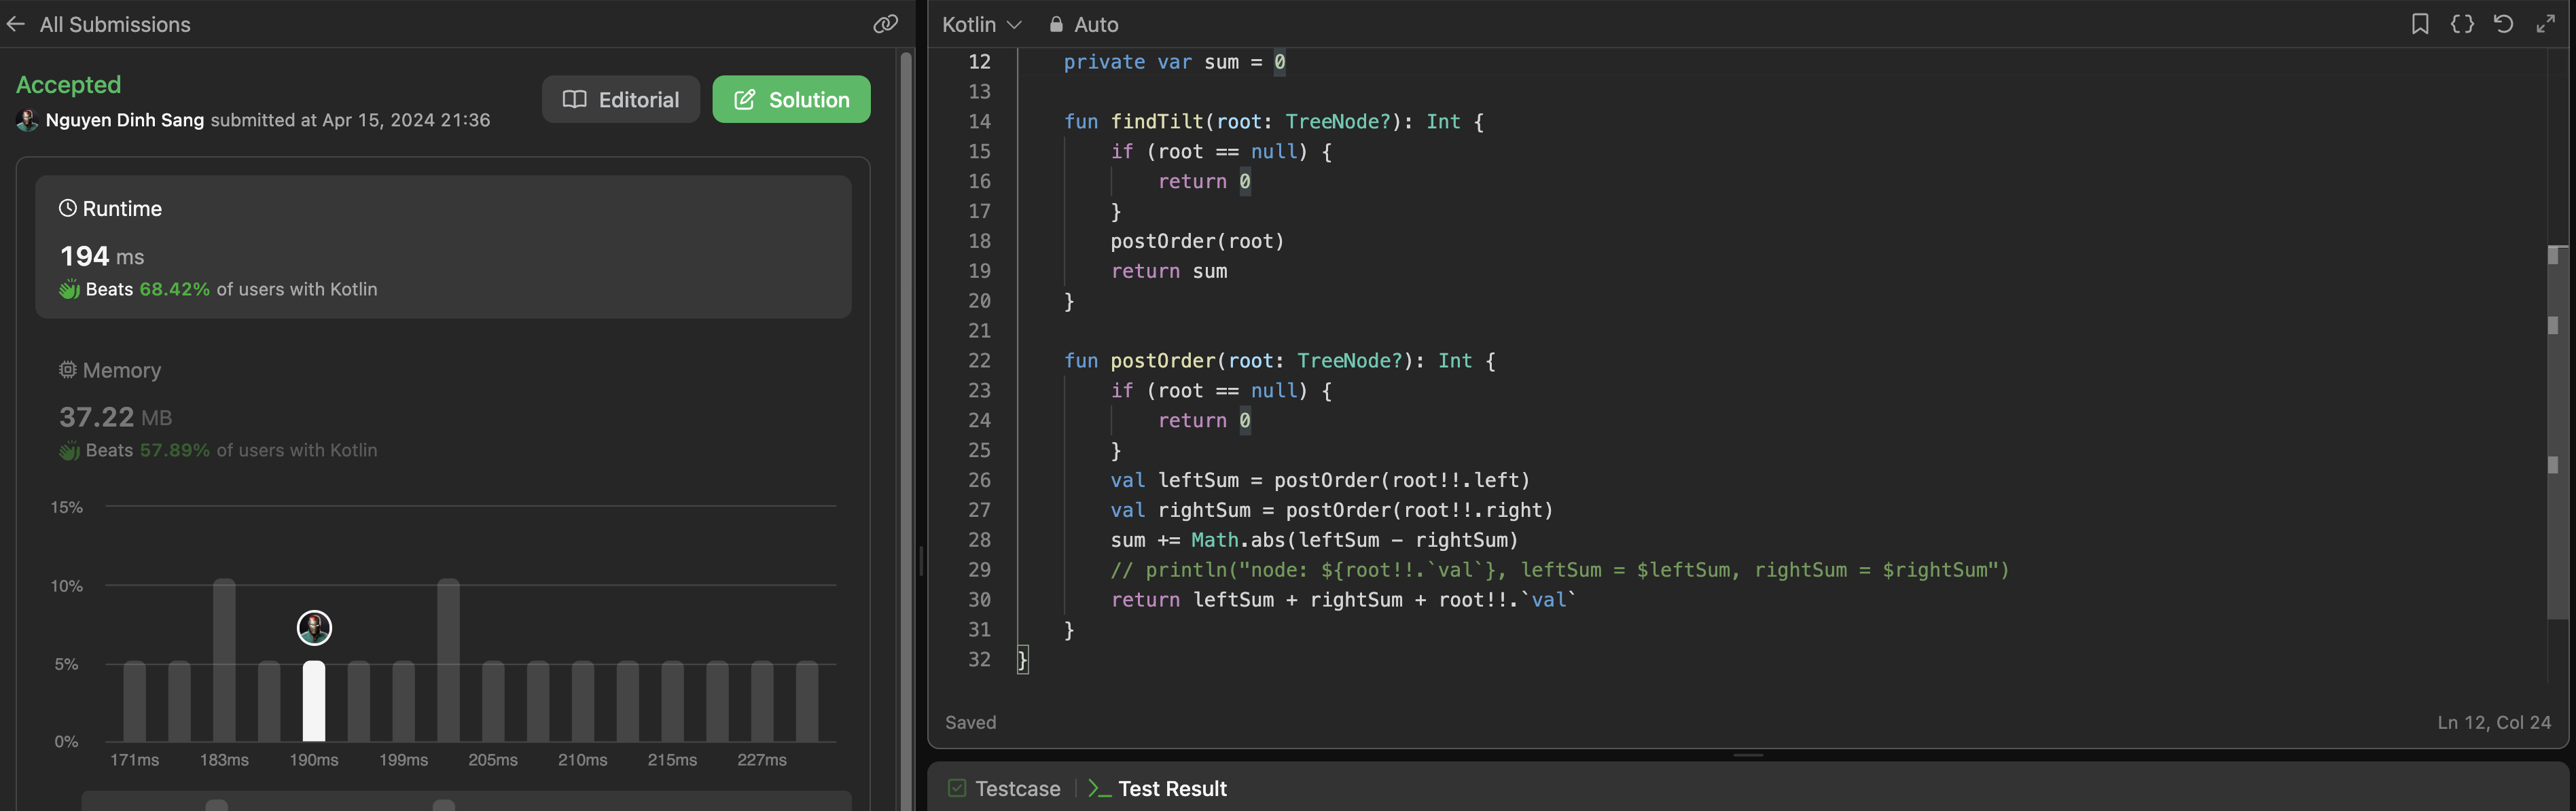 All Submissions
Accepted
Nguyen Dinh Sang submitted at Apr 15, 2024 21:36
Editorial
Solution
Runtime
194 ms
Beats 68.42% of users with Kotlin
Memory
37.22 MB
Beats 57.89% of users with Kotlin
15%
10%
5%
0%
171ms 183ms 190ms 199ms 205ms 210ms 215ms 227ms
Kotlin Auto
12 private var sum = 0
13
14 fun findTilt(root: TreeNode?): Int {
15 if (root == null) {
16 return 0
17 }
18 postOrder(root)
19 return sum
20 }
21
22 fun postOrder(root: TreeNode?): Int {
23 if (root == null) {
24 return 0
25 }
26 val leftSum = postOrder(root!!.left)
27 val rightSum = postOrder(root!!.right)
28 sum += Math.abs(leftSum - rightSum)
29 // println("node: ${root!!.`val`}, leftSum = $leftSum, rightSum = $rightSum")
30 return leftSum + rightSum + root!!.`val`
31 }
32 }
Saved
Ln 12, Col 24
Testcase
Test Result